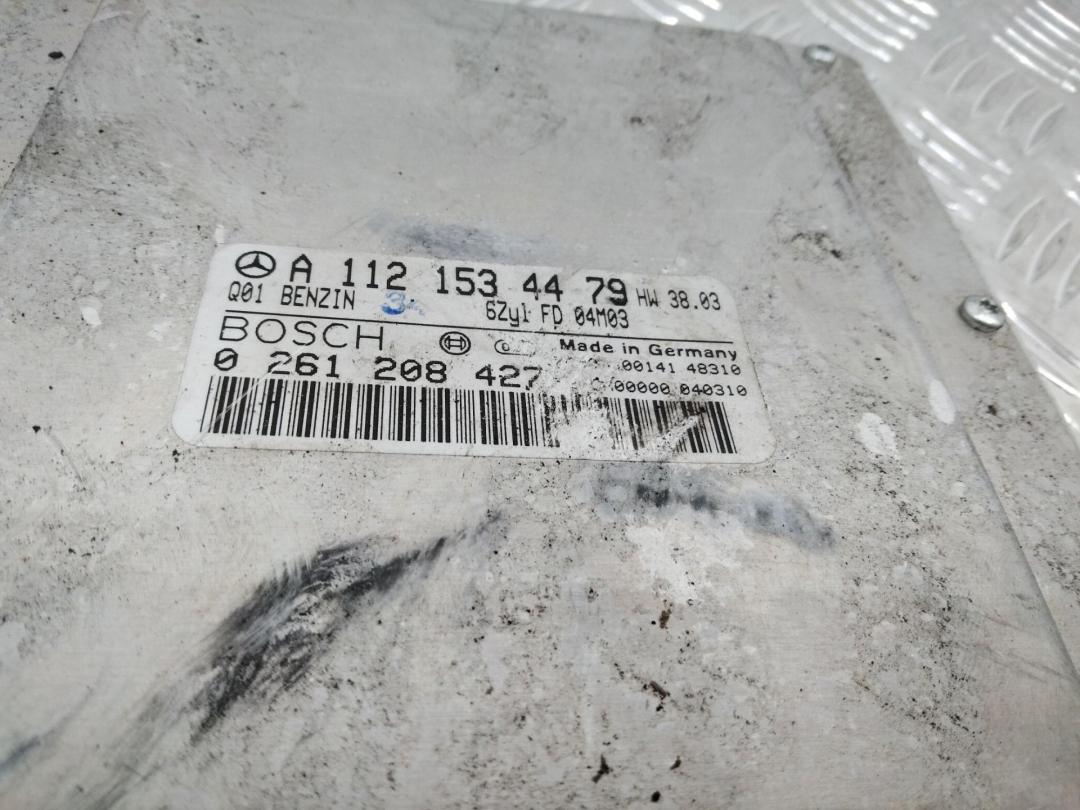 A 112 153 44 79 HW 38.03
Q01 BENZIN 3 6Zyl FD 04M03
BOSCH Made in Germany
0 261 208 427 00141 48310
00000 040310